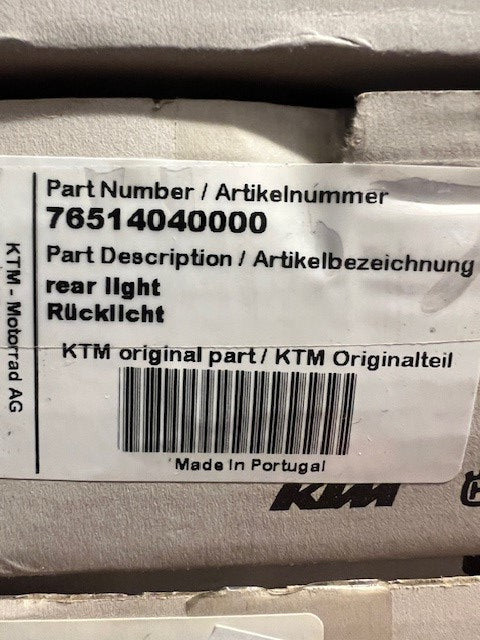 Part Number / Artikelnummer
76514040000
Part Description / Artikelbezeichnung
rear light
Rücklicht
KTM original part / KTM Originalteil
Made in Portugal
KTM - Motorrad AG
KTM